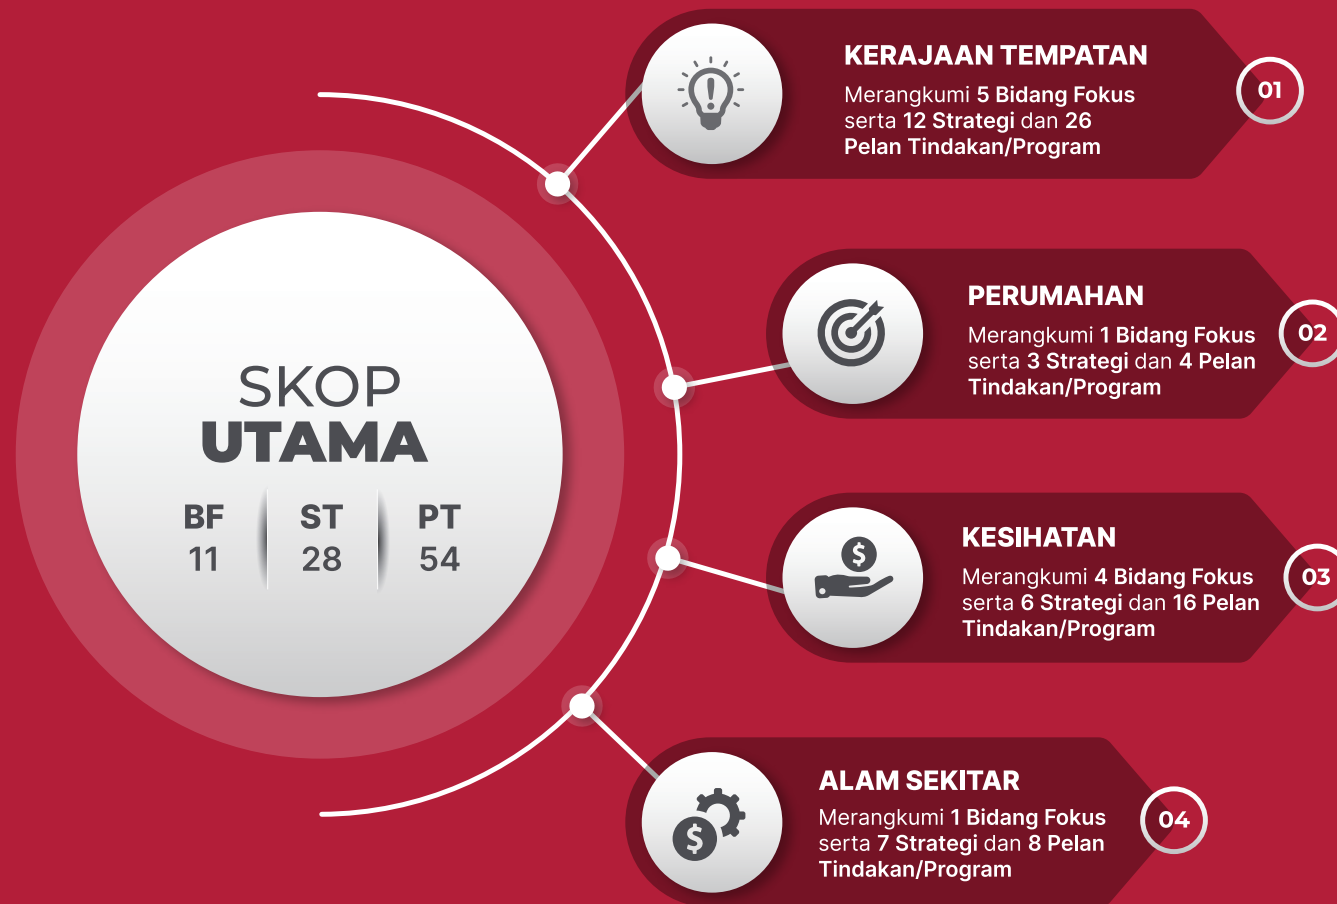 SKOP
UTAMA
BF
11
ST
28
PT
54
KERAJAAN TEMPATAN
Merangkumi 5 Bidang Fokus
serta 12 Strategi dan 26
Pelan Tindakan/Program
01
PERUMAHAN
Merangkumi 1 Bidang Fokus
serta 3 Strategi dan 4 Pelan
Tindakan/Program
02
KESIHATAN
Merangkumi 4 Bidang Fokus
serta 6 Strategi dan 16 Pelan
Tindakan/Program
03
ALAM SEKITAR
Merangkumi 1 Bidang Fokus
serta 7 Strategi dan 8 Pelan
Tindakan/Program
04